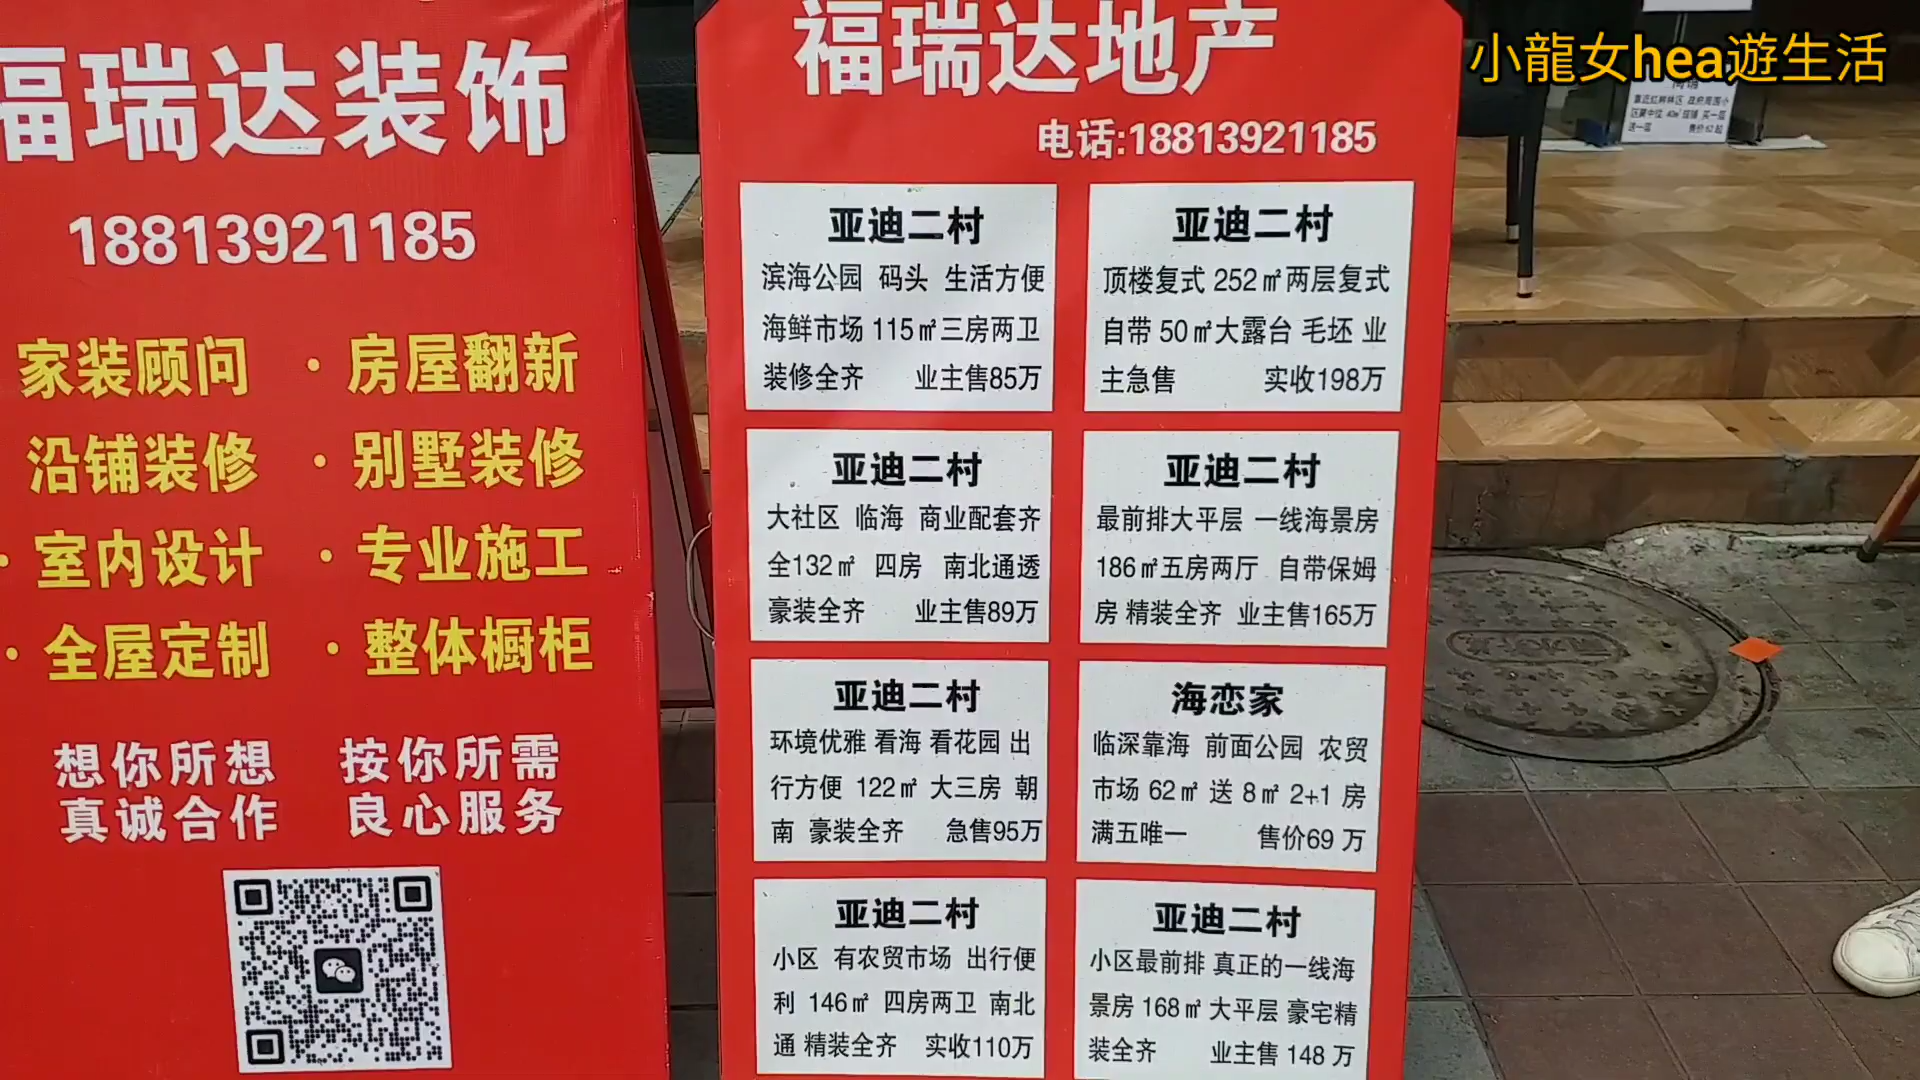 福瑞达装饰
18813921185
家装顾问 · 房屋翻新
沿铺装修 · 别墅装修
· 室内设计 · 专业施工
· 全屋定制 · 整体橱柜
想你所想 按你所需
真诚合作 良心服务
福瑞达地产
电话:18813921185
亚迪二村
滨海公园 码头 生活方便
海鲜市场 115㎡三房两卫
装修全齐 业主售85万
亚迪二村
顶楼复式 252㎡两层复式
自带 50㎡大露台 毛坯 业
主急售 实收198万
亚迪二村
大社区 临海 商业配套齐
全132㎡ 四房 南北通透
豪装全齐 业主售89万
亚迪二村
最前排大平层 一线海景房
186㎡五房两厅 自带保姆
房 精装全齐 业主售165万
亚迪二村
环境优雅 看海 看花园 出
行方便 122㎡ 大三房 朝
南 豪装全齐 急售95万
海恋家
临深靠海 前面公园 农贸
市场 62㎡ 送 8㎡ 2+1 房
满五唯一 售价69 万
亚迪二村
小区 有农贸市场 出行便
利 146㎡ 四房两卫 南北
通 精装全齐 实收110万
亚迪二村
小区最前排 真正的一线海
景房 168㎡ 大平层 豪宅精
装全齐 业主售 148 万
小龍女hea遊生活